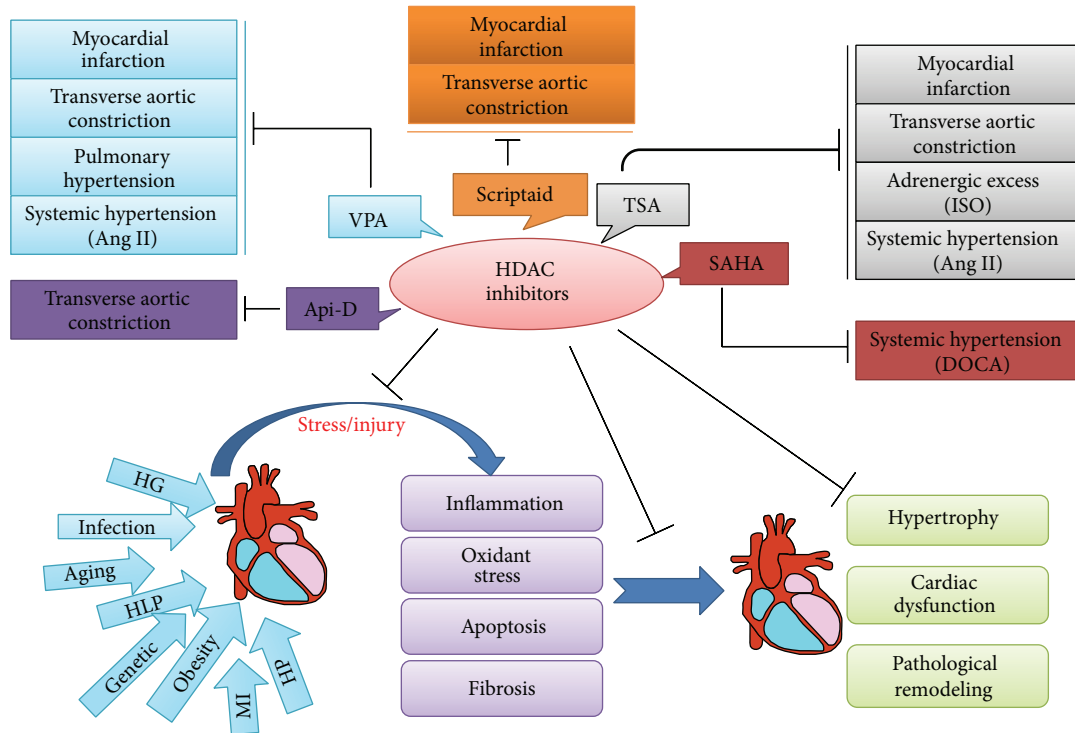 Myocardial
infarction
Transverse aortic
constriction
Pulmonary
hypertension
Systemic hypertension
(Ang II)
Myocardial
infarction
Transverse aortic
constriction
Myocardial
infarction
Transverse aortic
constriction
Adrenergic excess
(ISO)
Systemic hypertension
(Ang II)
VPA
Scriptaid
TSA
HDAC
inhibitors
SAHA
Transverse aortic
constriction
Api-D
Systemic hypertension
(DOCA)
Stress/injury
HG
Infection
Aging
HLP
Genetic
Obesity
MI
HP
Inflammation
Oxidant
stress
Apoptosis
Fibrosis
Hypertrophy
Cardiac
dysfunction
Pathological
remodeling